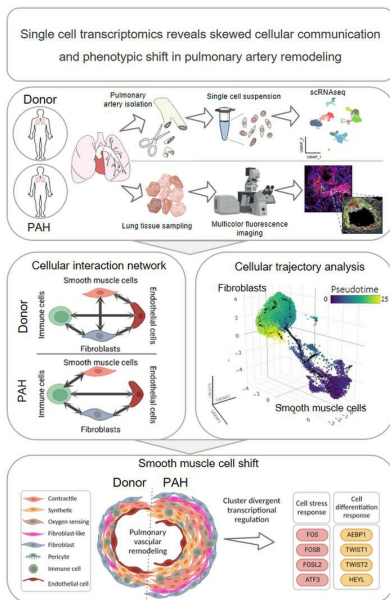 Single cell transcriptomics reveals skewed cellular communication
and phenotypic shift in pulmonary artery remodeling
Donor
PAH
Pulmonary
artery isolation
Single cell suspension
scRNAseq
UMAP_2
UMAP_1
Lung tissue sampling
Multicolor fluorescence
imaging
Cellular interaction network
Donor
Smooth muscle cells
Immune cells
Endothelial cells
Fibroblasts
PAH
Smooth muscle cells
Immune cells
Endothelial cells
Fibroblasts
Cellular trajectory analysis
Fibroblasts
Pseudotime
0
25
Smooth muscle cells
Smooth muscle cell shift
Contractile
Synthetic
Oxygen sensing
Fibroblast-like
Fibroblast
Pericyte
Immune cell
Endothelial cell
Donor
PAH
Pulmonary
vascular
remodeling
Cluster divergent
transcriptional
regulation
Cell stress
response
FOS
FOSB
FOSL2
ATF3
Cell
differentiation
response
AEBP1
TWIST1
TWIST2
HEYL